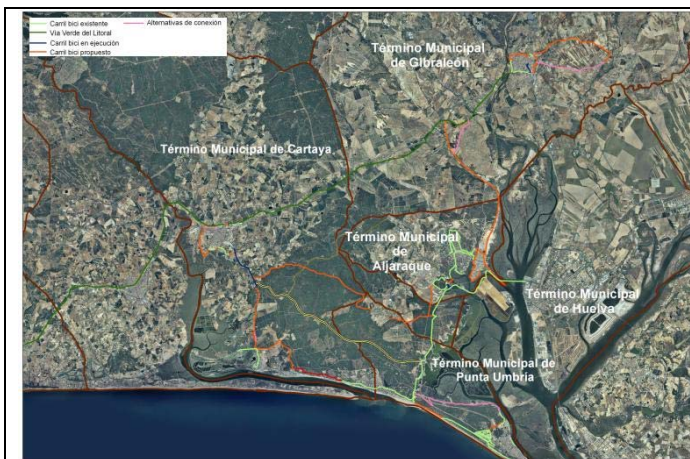 Carril bici existente
Vía Verde del Litoral
Carril bici en ejecución
Carril bici propuesto
Alternativas de conexión
Término Municipal
de Gibraleón
Término Municipal de Cartaya
Término Municipal
de
Aljaraque
Término Municipal
de Huelva
Término Municipal de
Punta Umbría